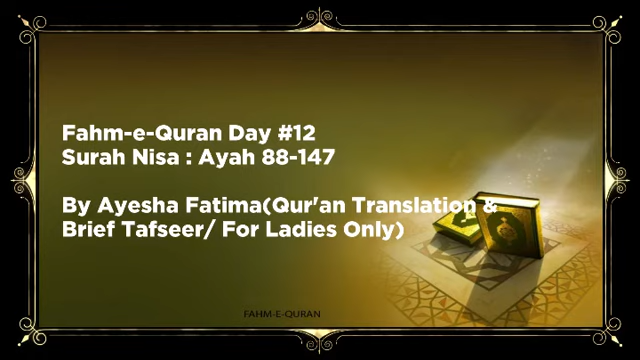 Fahm-e-Quran Day #12
Surah Nisa : Ayah 88-147
By Ayesha Fatima(Qur'an Translation &
Brief Tafseer/ For Ladies Only)
FAHM-E-QURAN